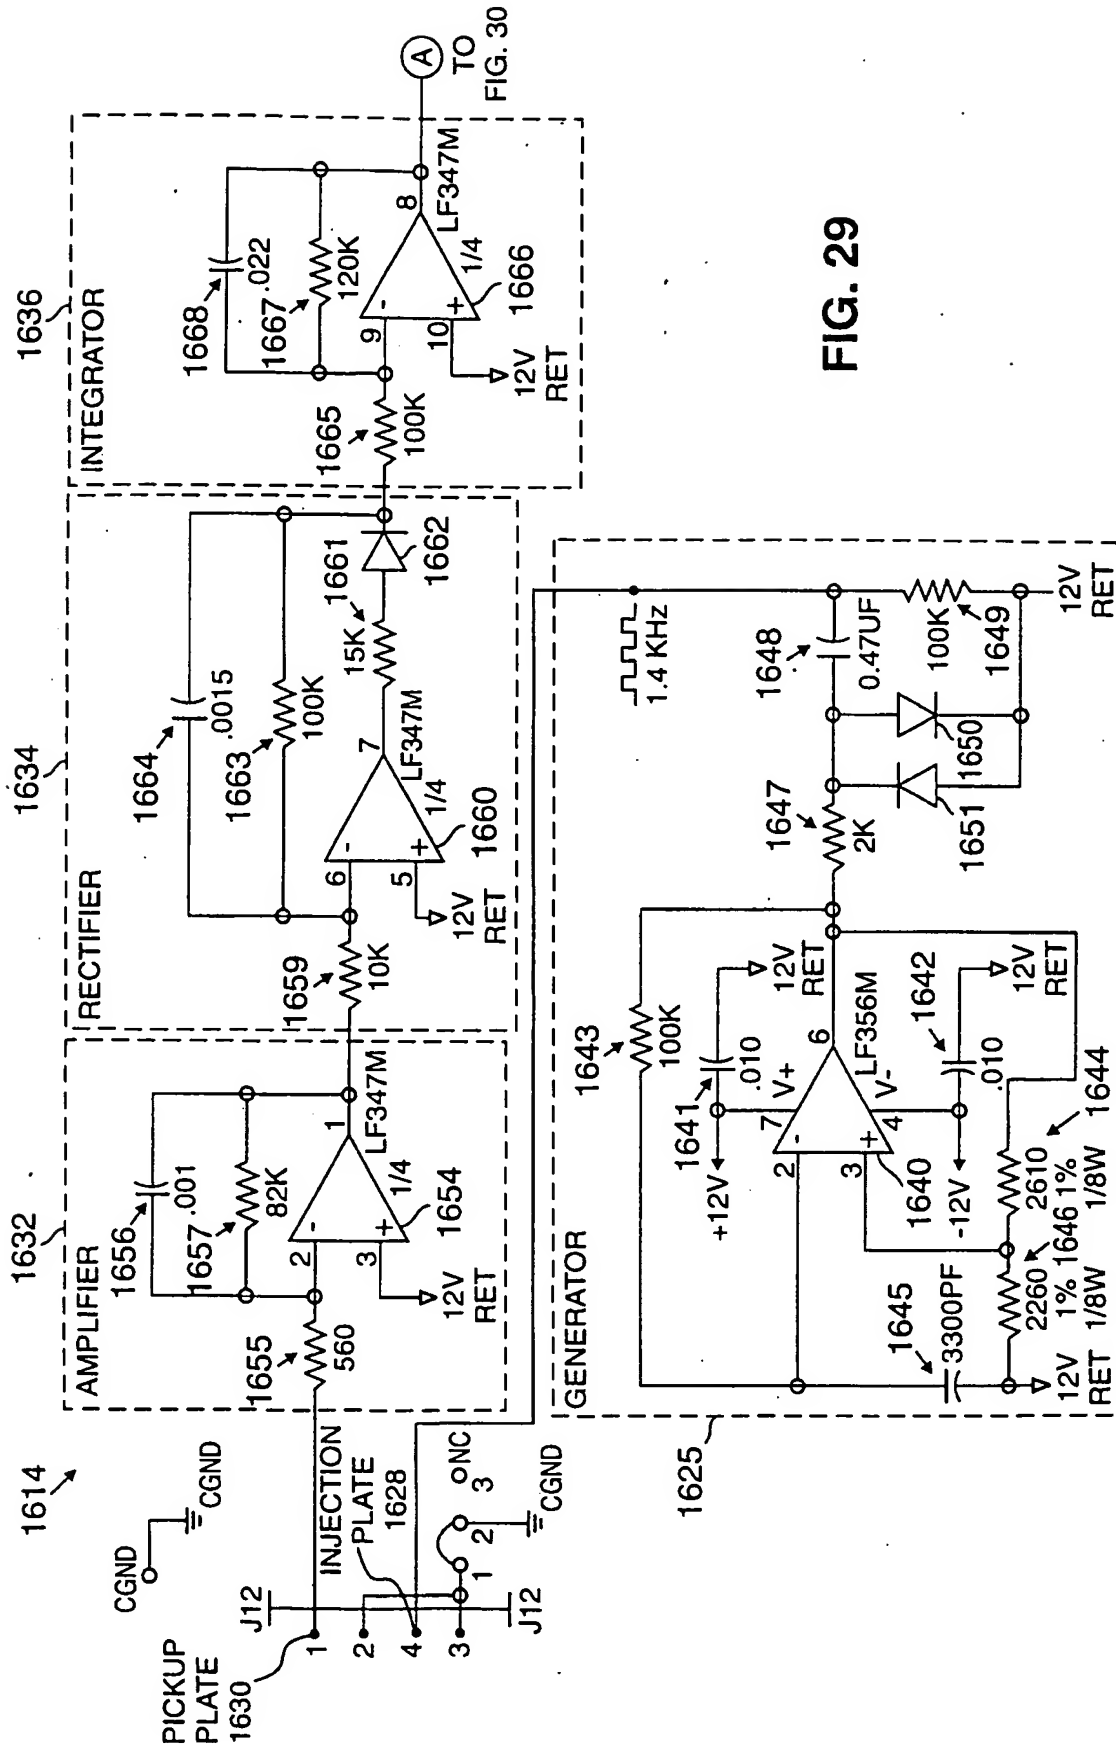 1614
CGND
CGND
PICKUP
PLATE
1630
J12
1
2
4
3
J12
INJECTION
PLATE
1628
1
2
3
NC
CGND
1632
AMPLIFIER
1656
.001
1657
82K
1655
560
2
3
-
+
1
LF347M
1/4
1654
12V
RET
1634
RECTIFIER
1664
.0015
1663
100K
1659
10K
6
5
-
+
7
LF347M
1/4
1660
12V
RET
15K
1661
1662
1636
INTEGRATOR
1668
.022
1667
120K
1665
100K
9
10
-
+
8
LF347M
1/4
1666
12V
RET
A
TO
FIG. 30
1625
GENERATOR
1643
100K
1641
.010
12V
RET
+12V
7
V+
2
3
-
+
6
LF356M
V-
4
1640
-12V
1642
.010
12V
RET
1645
3300PF
2260
1%
1/8W
1646
2610
1%
1/8W
1644
12V
RET
1647
2K
1651
1650
1648
0.47UF
1.4 KHz
100K
1649
12V
RET
FIG. 29